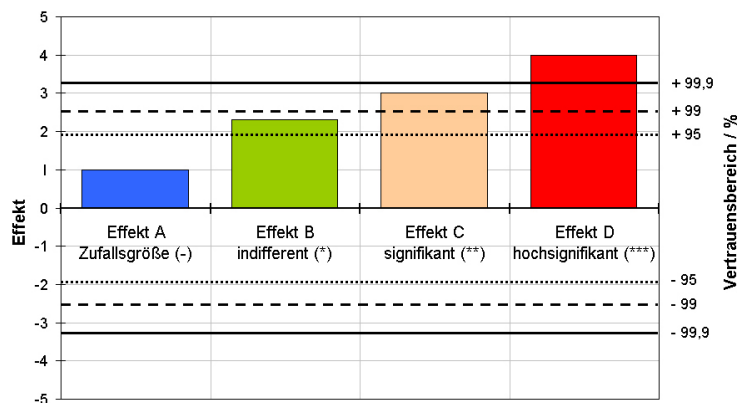 5
4
3
2
1
0
-1
-2
-3
-4
-5
Effekt
Effekt A
Zufallsgröße (-)
Effekt B
indifferent (*)
Effekt C
signifikant (**)
Effekt D
hochsignifikant (***)
+ 99,9
+ 99
+ 95
- 95
- 99
- 99,9
Vertrauensbereich / %